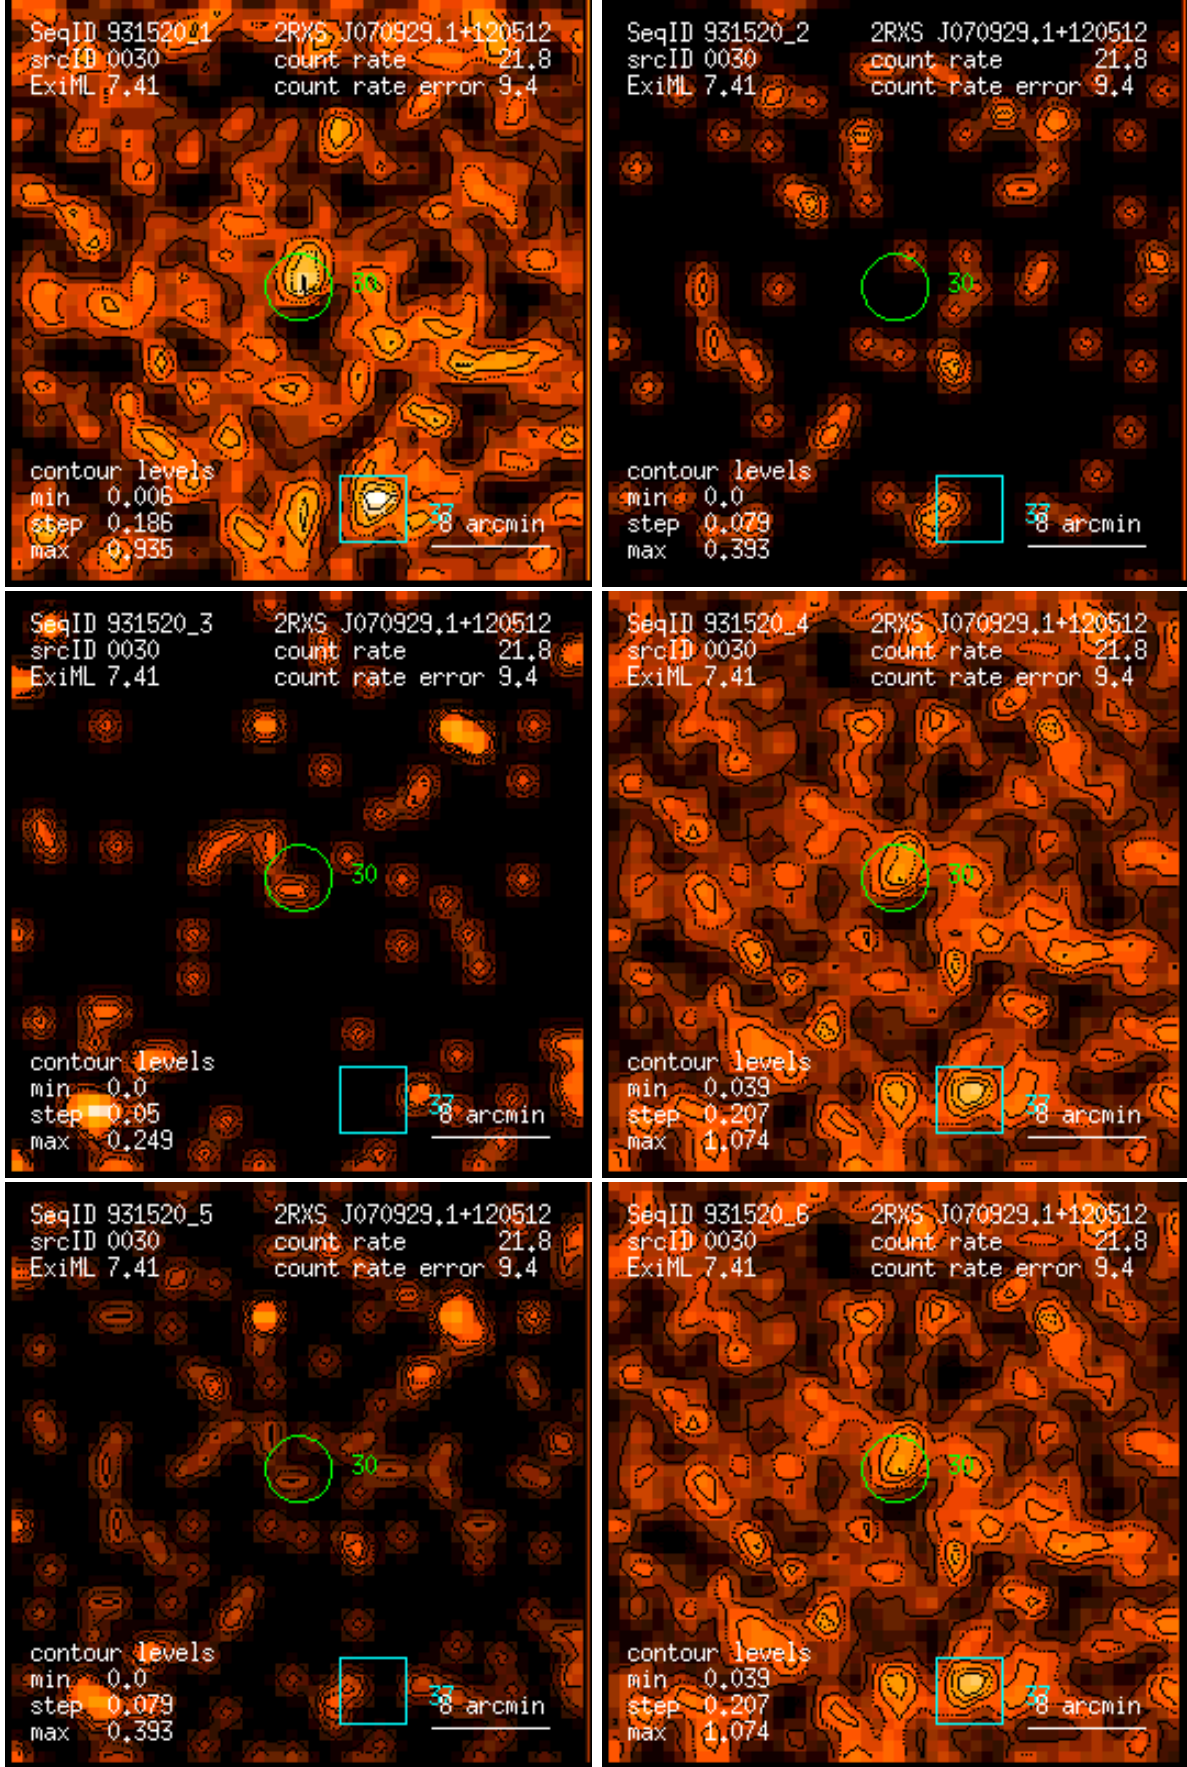 SeqID 931520_1 2RXS J070929.1+120512
srcID 0030 count rate 21.8
ExiML 7.41 count rate error 9.4
30
contour levels
min 0.006
step 0.186 37 8 arcmin
max 0.935
SeqID 931520_2 2RXS J070929.1+120512
srcID 0030 count rate 21.8
ExiML 7.41 count rate error 9.4
30
contour levels
min 0.0
step 0.079 37 8 arcmin
max 0.393
SeqID 931520_3 2RXS J070929.1+120512
srcID 0030 count rate 21.8
ExiML 7.41 count rate error 9.4
30
contour levels
min 0.0
step 0.05 37 8 arcmin
max 0.249
SeqID 931520_4 2RXS J070929.1+120512
srcID 0030 count rate 21.8
ExiML 7.41 count rate error 9.4
30
contour levels
min 0.039
step 0.207 37 8 arcmin
max 1.074
SeqID 931520_5 2RXS J070929.1+120512
srcID 0030 count rate 21.8
ExiML 7.41 count rate error 9.4
30
contour levels
min 0.0
step 0.079 37 8 arcmin
max 0.393
SeqID 931520_6 2RXS J070929.1+120512
srcID 0030 count rate 21.8
ExiML 7.41 count rate error 9.4
30
contour levels
min 0.039
step 0.207 37 8 arcmin
max 1.074